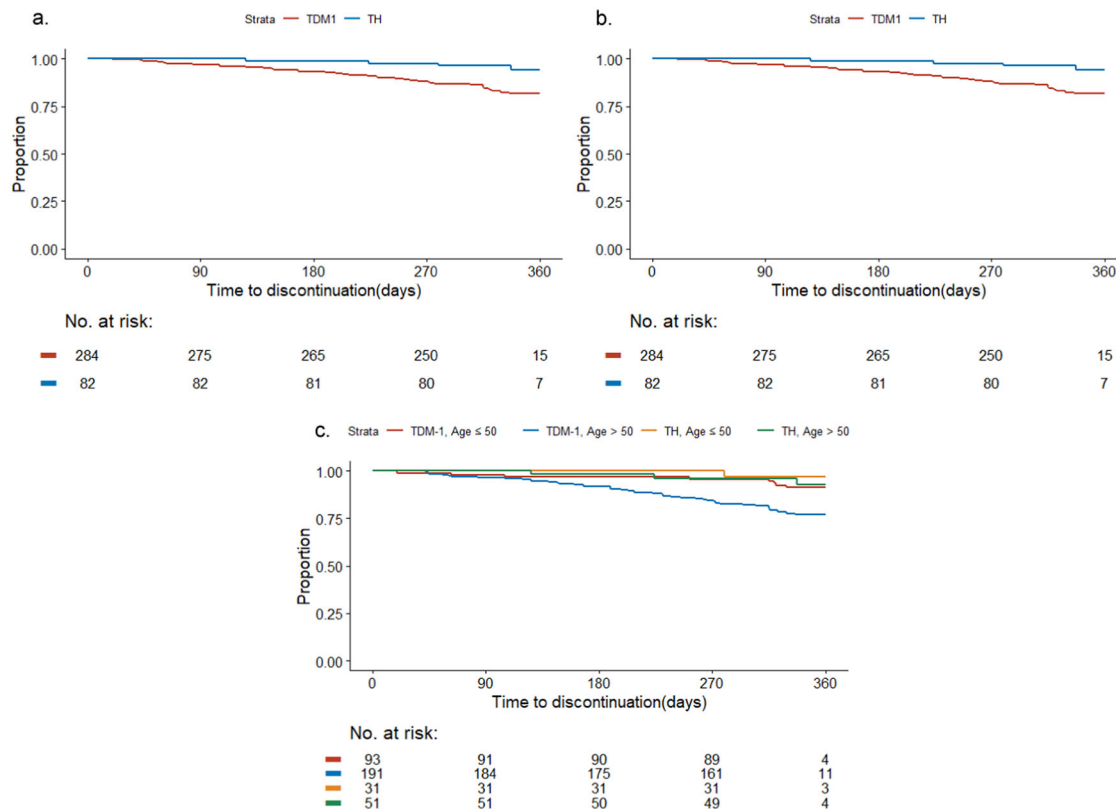 a.
Strata TDM1 TH
1.00
0.75
0.50
0.25
0.00
Proportion
0 90 180 270 360
Time to discontinuation(days)
No. at risk:
284 275 265 250 15
82 82 81 80 7
b.
Strata TDM1 TH
1.00
0.75
0.50
0.25
0.00
Proportion
0 90 180 270 360
Time to discontinuation(days)
No. at risk:
284 275 265 250 15
82 82 81 80 7
c.
Strata TDM-1, Age ≤ 50 TDM-1, Age > 50 TH, Age ≤ 50 TH, Age > 50
1.00
0.75
0.50
0.25
0.00
Proportion
0 90 180 270 360
Time to discontinuation(days)
No. at risk:
93 91 90 89 4
191 184 175 161 11
31 31 31 31 3
51 51 50 49 4